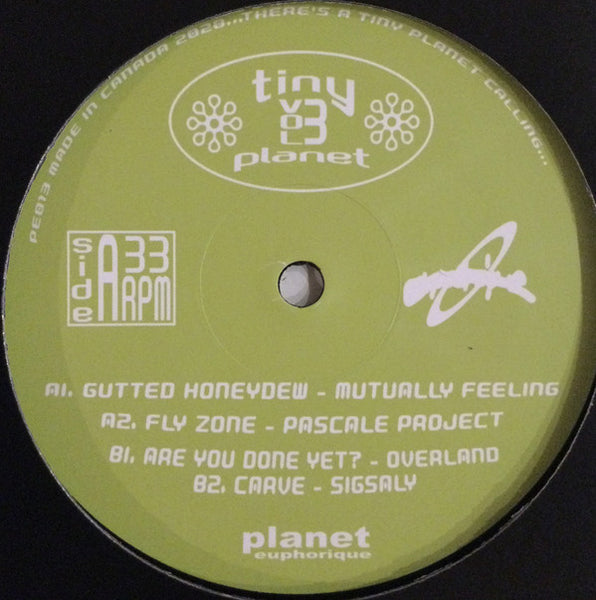 PE013 MADE IN CANADA 2020...THERE'S A TINY PLANET CALLING...
tiny
VOL 3
planet
side A 33 RPM
A1. GUTTED HONEYDEW - MUTUALLY FEELING
A2. FLY ZONE - PASCALE PROJECT
B1. ARE YOU DONE YET? - OVERLAND
B2. CARVE - SIGSALY
planet
euphorique